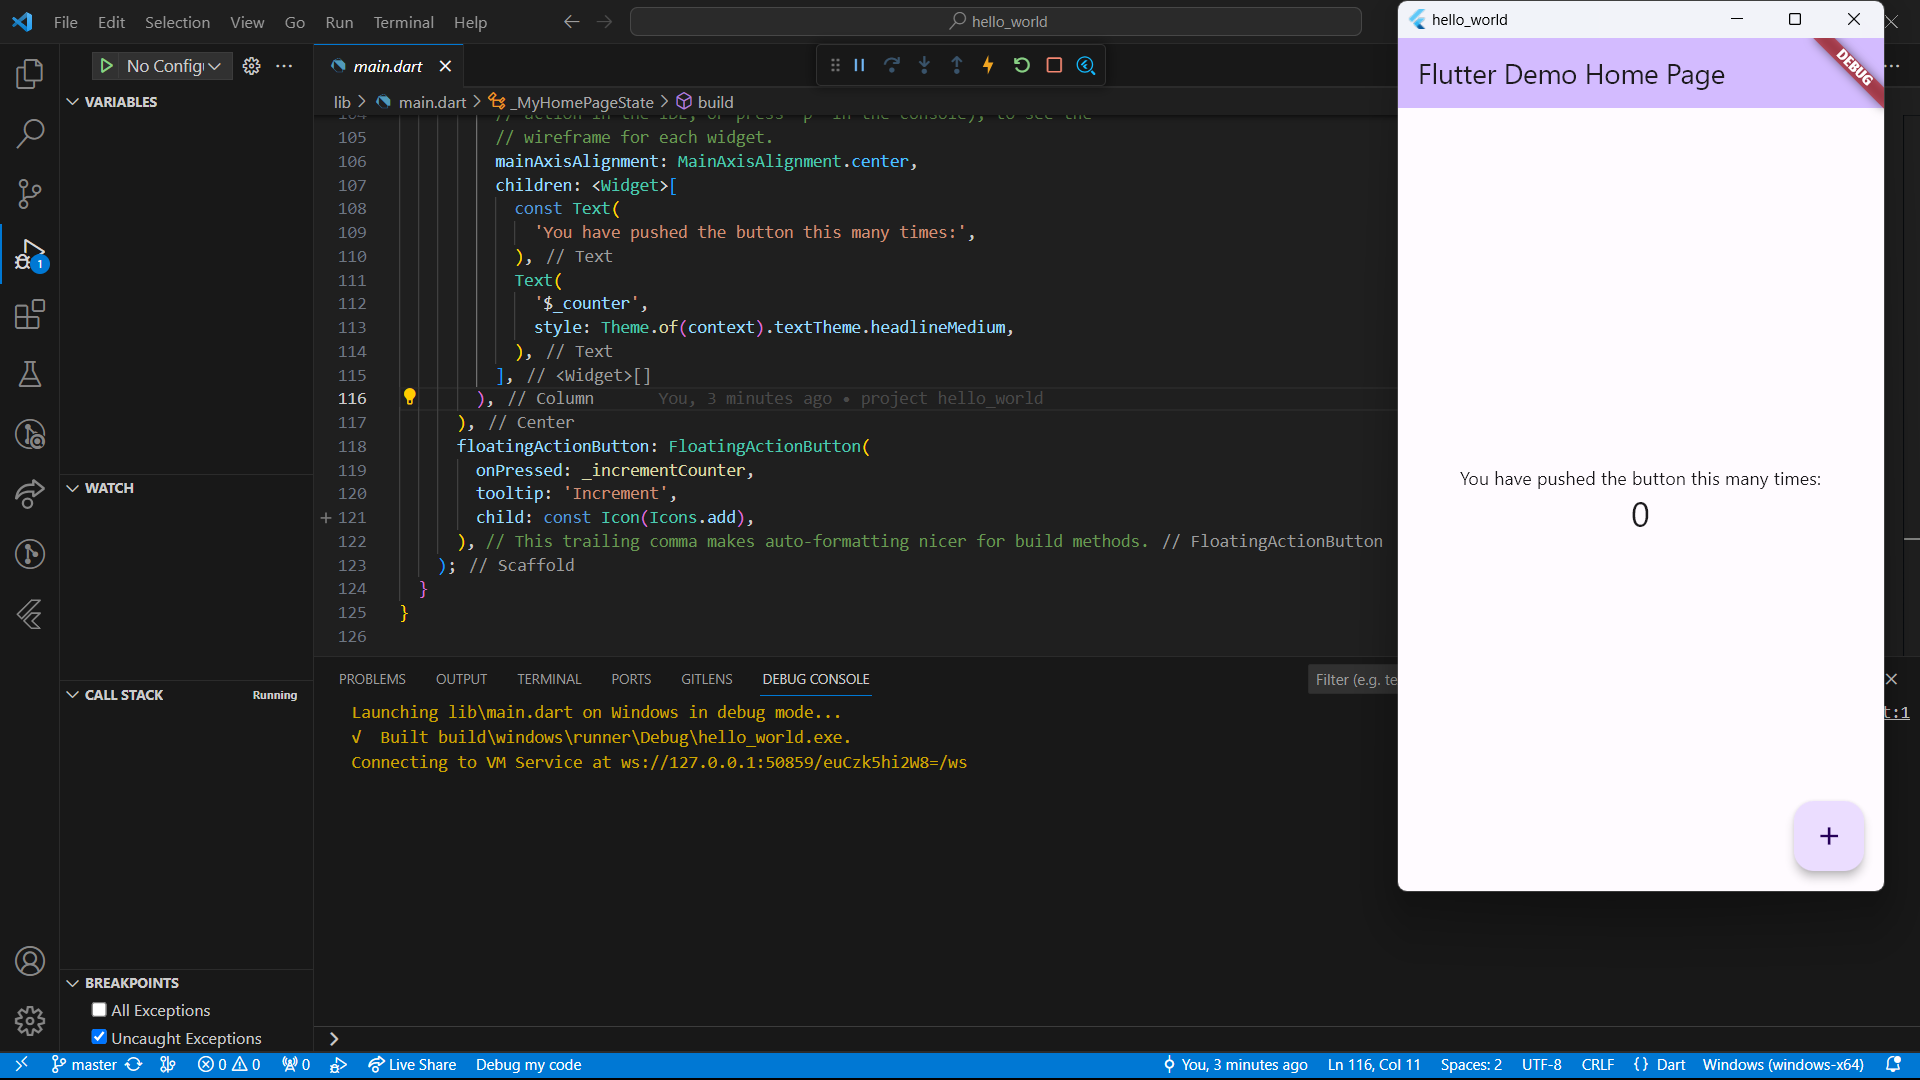 File Edit Selection View Go Run Terminal Help
hello_world
No Config
main.dart
lib > main.dart > _MyHomePageState > build
VARIABLES
104 // action in the IDE, or press "p" in the console), to see the
105 // wireframe for each widget.
106 mainAxisAlignment: MainAxisAlignment.center,
107 children: <Widget>[
108 const Text(
109 'You have pushed the button this many times:',
110 ), // Text
111 Text(
112 '$_counter',
113 style: Theme.of(context).textTheme.headlineMedium,
114 ), // Text
115 ], // <Widget>[]
116 ), // Column You, 3 minutes ago • project hello_world
117 ), // Center
118 floatingActionButton: FloatingActionButton(
119 onPressed: _incrementCounter,
120 tooltip: 'Increment',
121 child: const Icon(Icons.add),
122 ), // This trailing comma makes auto-formatting nicer for build methods. // FloatingActionButton
123 ); // Scaffold
124 }
125 }
126
WATCH
CALL STACK Running
BREAKPOINTS
All Exceptions
Uncaught Exceptions
1
PROBLEMS OUTPUT TERMINAL PORTS GITLENS DEBUG CONSOLE
Filter (e.g. te
Launching lib\main.dart on Windows in debug mode...
√ Built build\windows\runner\Debug\hello_world.exe.
Connecting to VM Service at ws://127.0.0.1:50859/euCzk5hi2W8=/ws
t:1
hello_world
Flutter Demo Home Page
DEBUG
You have pushed the button this many times:
0
+
master 0 0 0 Live Share Debug my code
You, 3 minutes ago Ln 116, Col 11 Spaces: 2 UTF-8 CRLF {} Dart Windows (windows-x64)